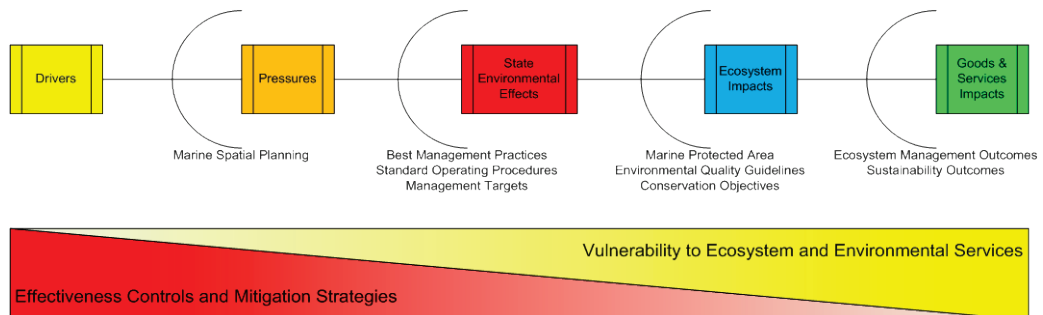 Drivers
Pressures
State
Environmental
Effects
Ecosystem
Impacts
Goods &
Services
Impacts
Marine Spatial Planning
Best Management Practices
Standard Operating Procedures
Management Targets
Marine Protected Area
Environmental Quality Guidelines
Conservation Objectives
Ecosystem Management Outcomes
Sustainability Outcomes
Vulnerability to Ecosystem and Environmental Services
Effectiveness Controls and Mitigation Strategies